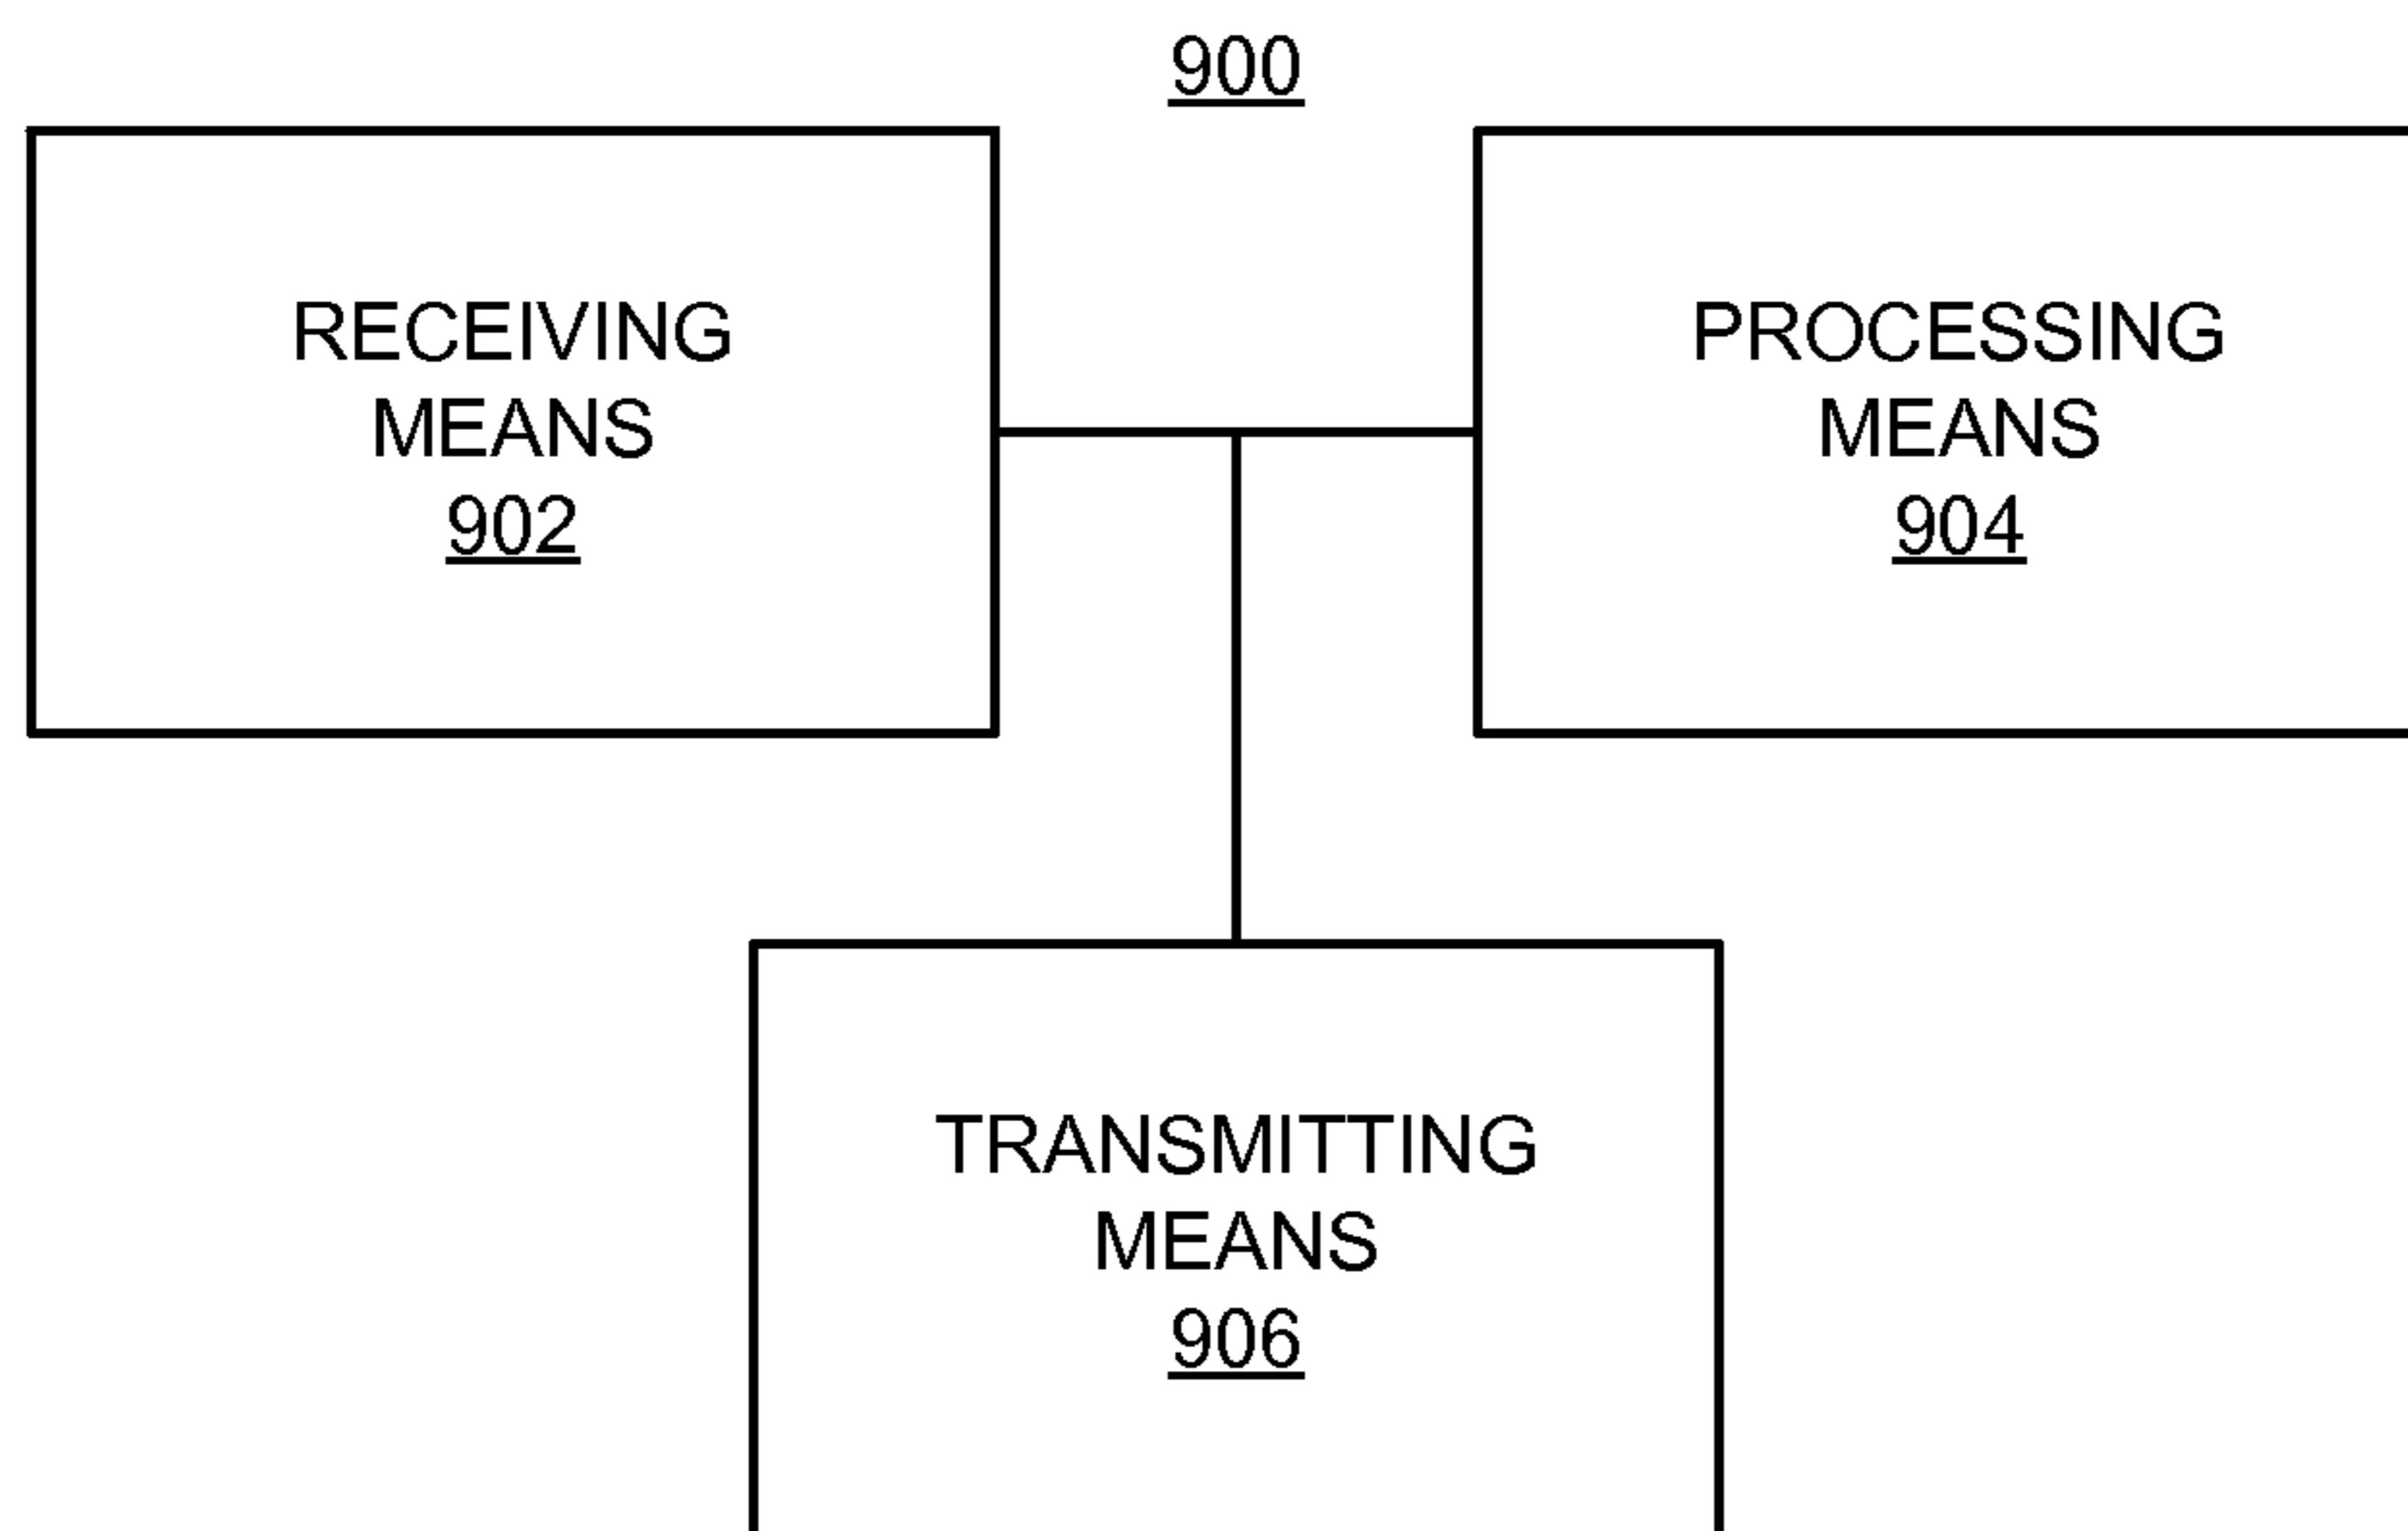 900
RECEIVING
MEANS
902
PROCESSING
MEANS
904
TRANSMITTING
MEANS
906